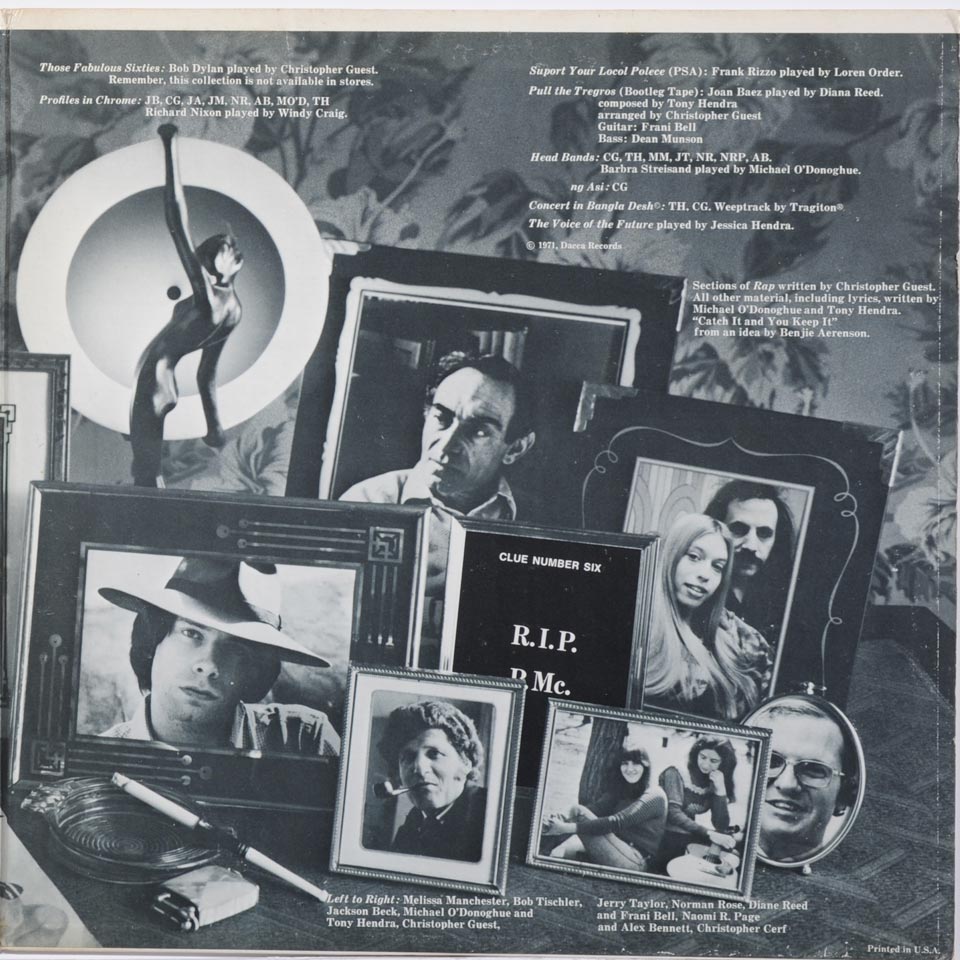 Those Fabulous Sixties: Bob Dylan played by Christopher Guest.
Remember, this collection is not available in stores.
Profiles in Chrome: JB, CG, JA, JM, NR, AB, MO'D, TH
Richard Nixon played by Windy Craig.
Suport Your Locol Polece (PSA): Frank Rizzo played by Loren Order.
Pull the Tregros (Bootleg Tape): Joan Baez played by Diana Reed.
composed by Tony Hendra
arranged by Christopher Guest
Guitar: Frani Bell
Bass: Dean Munson
Head Bands: CG, TH, MM, JT, NR, NRP, AB.
Barbra Streisand played by Michael O'Donoghue.
ng Asi: CG
Concert in Bangla Desh©: TH. CG. Weeptrack by Tragiton®
The Voice of the Future played by Jessica Hendra.
© 1971, Dacca Records
Sections of Rap written by Christopher Guest.
All other material, including lyrics, written by
Michael O'Donoghue and Tony Hendra.
"Catch It and You Keep It"
from an idea by Benjie Aerenson.
CLUE NUMBER SIX
R.I.P.
P. Mc.
Left to Right: Melissa Manchester, Bob Tischler,
Jackson Beck, Michael O'Donoghue and
Tony Hendra, Christopher Guest,
Jerry Taylor, Norman Rose, Diane Reed
and Frani Bell, Naomi R. Page
and Alex Bennett, Christopher Cerf
Printed in U.S.A.